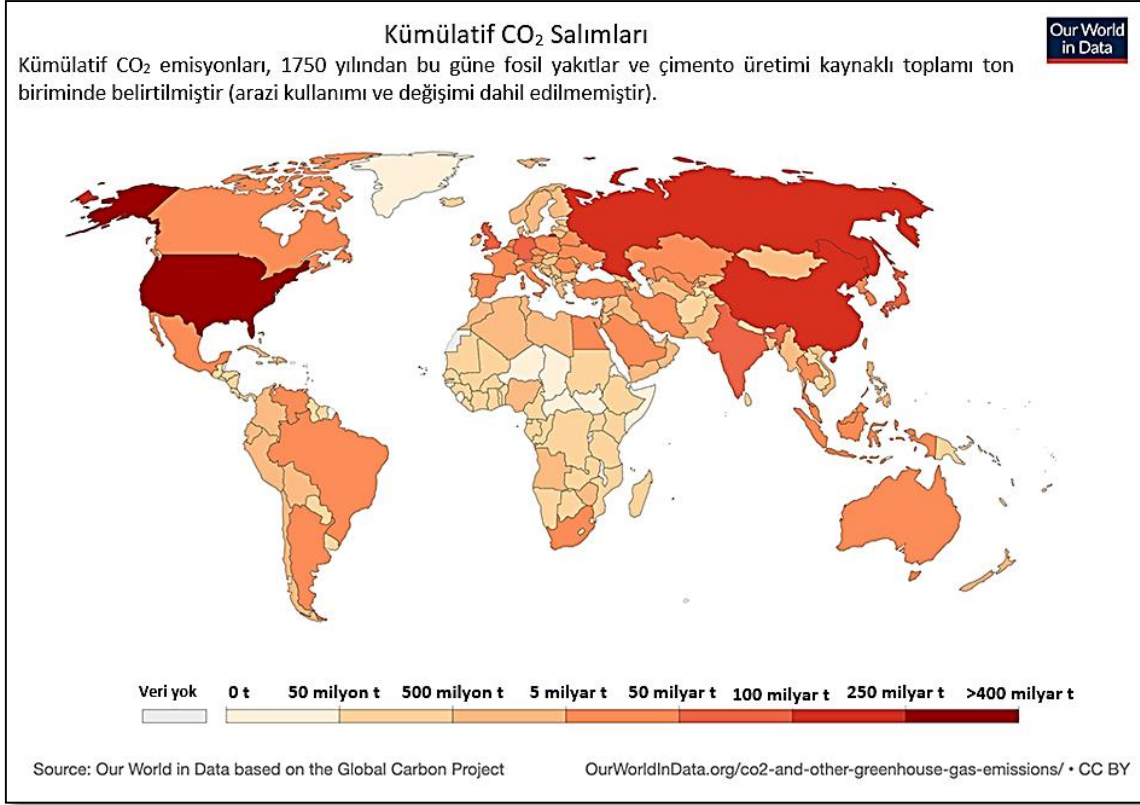 Kümülatif CO₂ Salımları
Our World
in Data
Kümülatif CO₂ emisyonları, 1750 yılından bu güne fosil yakıtlar ve çimento üretimi kaynaklı toplamı ton
biriminde belirtilmiştir (arazi kullanımı ve değişimi dahil edilmemiştir).
Veri yok 0 t 50 milyon t 500 milyon t 5 milyar t 50 milyar t 100 milyar t 250 milyar t >400 milyar t
Source: Our World in Data based on the Global Carbon Project OurWorldInData.org/co2-and-other-greenhouse-gas-emissions/ • CC BY